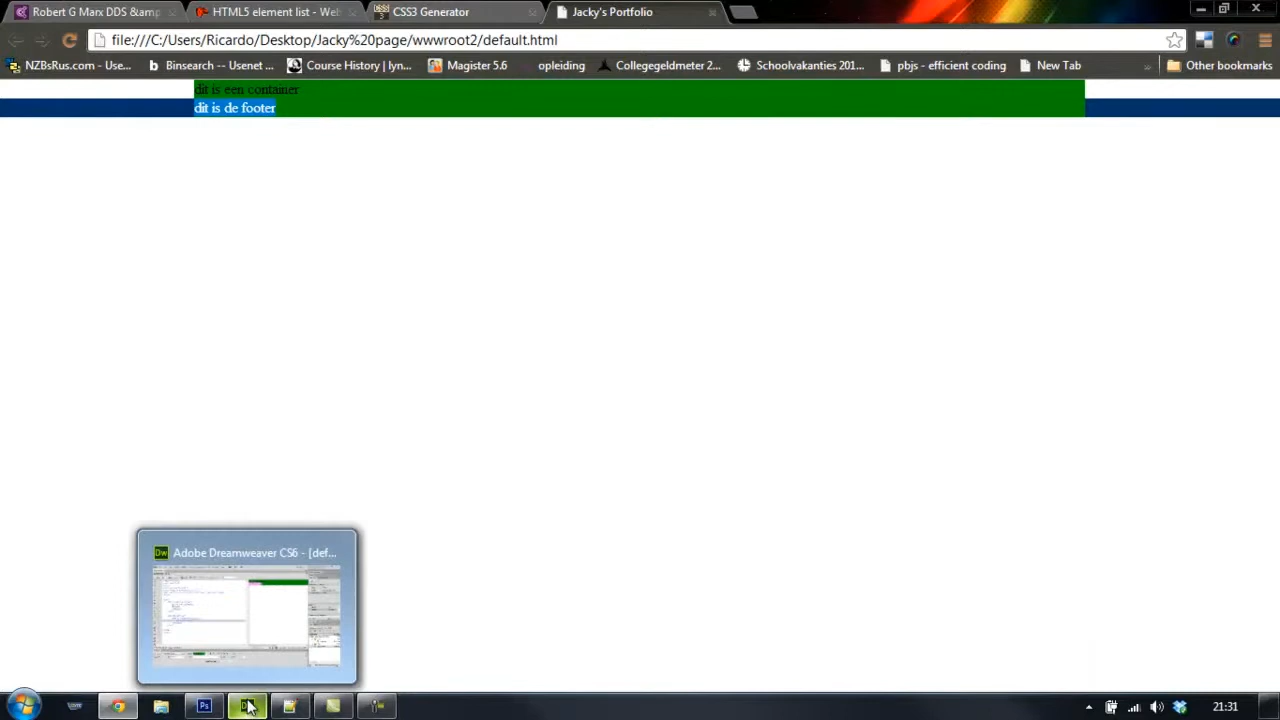 Robert G Marx DDS &amp
HTML5 element list - Web
CSS3 Generator
Jacky's Portfolio
file:///C:/Users/Ricardo/Desktop/Jacky%20page/wwwroot2/default.html
NZBsRus.com - Use...
Binsearch -- Usenet ...
Course History | lyn...
Magister 5.6
opleiding
Collegegeldmeter 2...
Schoolvakanties 201...
pbjs - efficient coding
New Tab
Other bookmarks
dit is een container
dit is de footer
Dw Adobe Dreamweaver CS6 - [def...
Ps
21:31